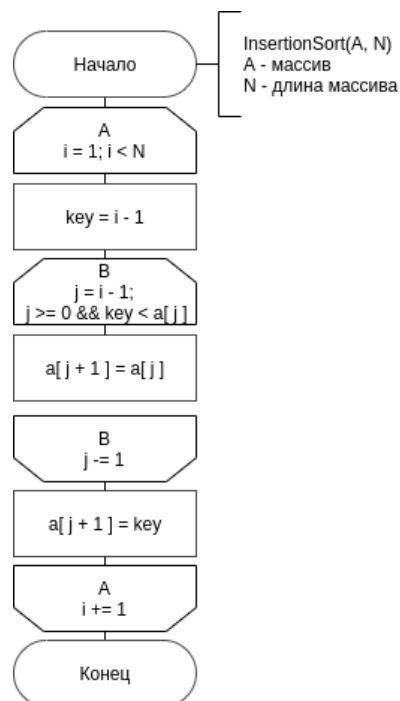 Начало
InsertionSort(A, N)
А - массив
N - длина массива
A
i = 1; i < N
key = i - 1
B
j = i - 1;
j >= 0 && key < a[ j ]
a[ j + 1 ] = a[ j ]
B
j -= 1
a[ j + 1 ] = key
A
i += 1
Конец